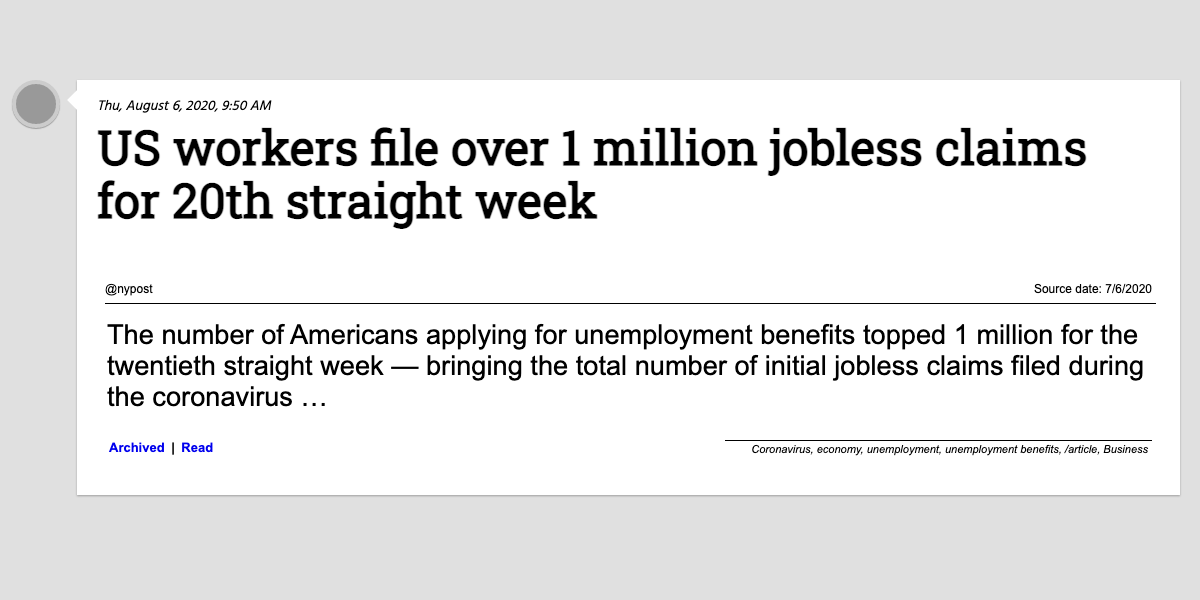 Thu, August 6, 2020, 9:50 AM
US workers file over 1 million jobless claims
for 20th straight week
@nypost
Source date: 7/6/2020
The number of Americans applying for unemployment benefits topped 1 million for the
twentieth straight week — bringing the total number of initial jobless claims filed during
the coronavirus …
Archived | Read
Coronavirus, economy, unemployment, unemployment benefits, /article, Business